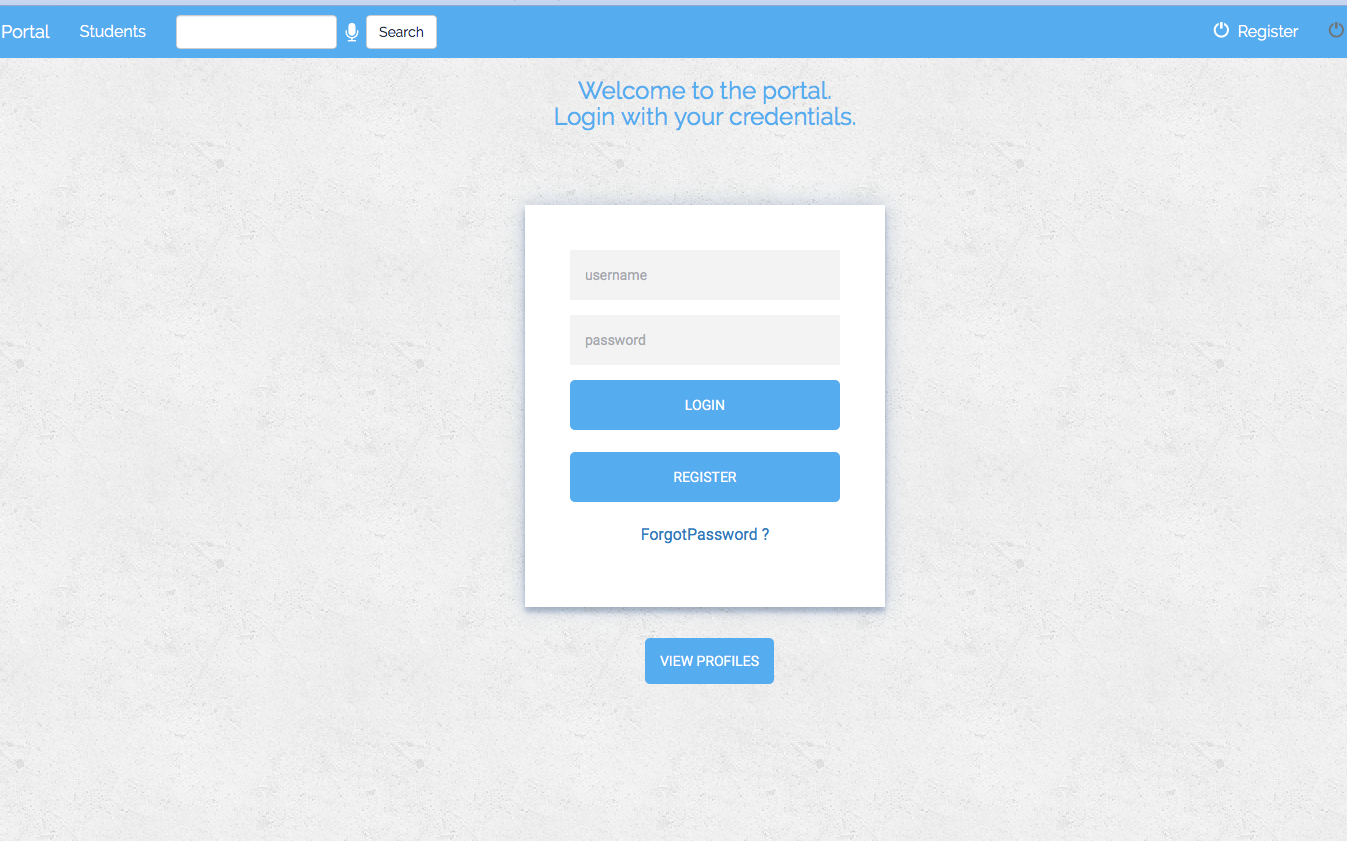 Portal Students Search Register
Welcome to the portal.
Login with your credentials.
username
password
LOGIN
REGISTER
ForgotPassword ?
VIEW PROFILES